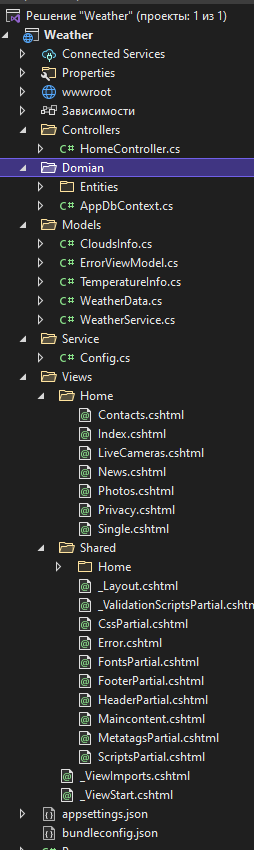 Решение "Weather" (проекты: 1 из 1)
Weather
Connected Services
Properties
wwwroot
Зависимости
Controllers
C# HomeController.cs
Domian
Entities
C# AppDbContext.cs
Models
C# CloudsInfo.cs
C# ErrorViewModel.cs
C# TemperatureInfo.cs
C# WeatherData.cs
C# WeatherService.cs
Service
C# Config.cs
Views
Home
Contacts.cshtml
Index.cshtml
LiveCameras.cshtml
News.cshtml
Photos.cshtml
Privacy.cshtml
Single.cshtml
Shared
Home
_Layout.cshtml
_ValidationScriptsPartial.cshtm
CssPartial.cshtml
Error.cshtml
FontsPartial.cshtml
FooterPartial.cshtml
HeaderPartial.cshtml
Maincontent.cshtml
MetatagsPartial.cshtml
ScriptsPartial.cshtml
_ViewImports.cshtml
_ViewStart.cshtml
appsettings.json
bundleconfig.json